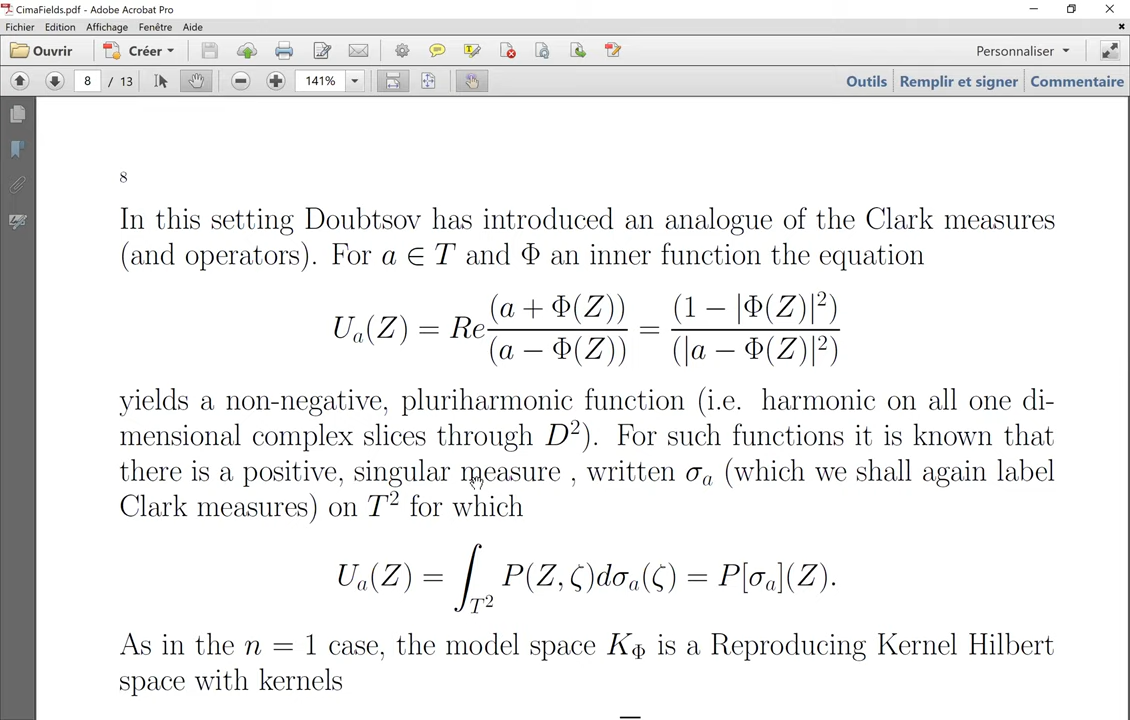 CimaFields.pdf - Adobe Acrobat Pro
Fichier Edition Affichage Fenêtre Aide
Ouvrir Créer Personnaliser
8 / 13 141% Outils Remplir et signer Commentaire
8
In this setting Doubtsov has introduced an analogue of the Clark measures
(and operators). For a ∈ T and Φ an inner function the equation
U_a(Z) = Re (a + Φ(Z)) / (a − Φ(Z)) = (1 − |Φ(Z)|²) / (|a − Φ(Z)|²)
yields a non-negative, pluriharmonic function (i.e. harmonic on all one di-
mensional complex slices through D²). For such functions it is known that
there is a positive, singular measure , written σ_a (which we shall again label
Clark measures) on T² for which
U_a(Z) = ∫_{T²} P(Z, ζ)dσ_a(ζ) = P[σ_a](Z).
As in the n = 1 case, the model space K_Φ is a Reproducing Kernel Hilbert
space with kernels